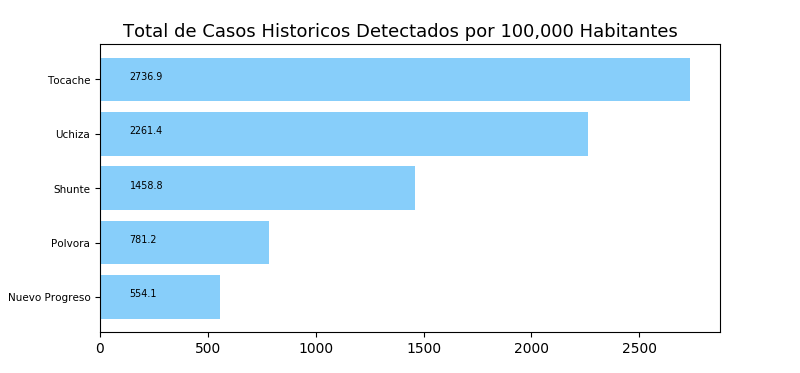 Total de Casos Historicos Detectados por 100,000 Habitantes
Tocache 2736.9
Uchiza 2261.4
Shunte 1458.8
Polvora 781.2
Nuevo Progreso 554.1
0 500 1000 1500 2000 2500